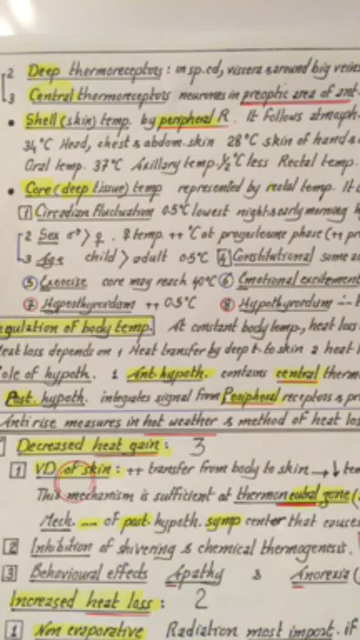 2 Deep thermoreceptors: in sp.cd, viscera & around big veins
3 Central thermoreceptors neurones in preoptic area of ant
• Shell (skin) temp. by peripheral R. It follows atmosph
34°C Head, chest & abdom. skin 28°C skin of hand &
Oral temp. 37°C Axillary temp. ½°C less Rectal temp
• Core (deep tissue) temp represented by rectal temp. It
1 Circadian Fluctuation 0.5°C lowest night & early morning h
2 Sex ♂ > ♀. ♀ temp. ++ °C at progesterone phase (++ pr
3 Age child > adult 0.5°C 4 Constitutional some a
5 Exercise core may reach 40°C 6 Emotional excitement
7 Hyperthyroidism ++ 0.5°C 8 Hypothyroidism
egulation of body temp. At constant body temp, heat loss
Heat loss depends on 1 Heat transfer by deep t. to skin 2 heat l
ole of hypoth. 1 Ant. hypoth. contains central therm
Post. hypoth. integrates signal from Peripheral receptors & pr
Antirise measures in hot weather & method of heat los
Decreased heat gain: 3
1 VD of skin: ++ transfer from body to skin → ↓ te
This mechanism is sufficient at thermoneutral zone (
Mech. — of post. hypoth. symp center that causes
2 Inhibition of shivering & chemical thermogenesis.
3 Behavioural effects Apathy & Anorexia (
Increased heat loss: 2
1 Non evaporative Radiation most imp. if